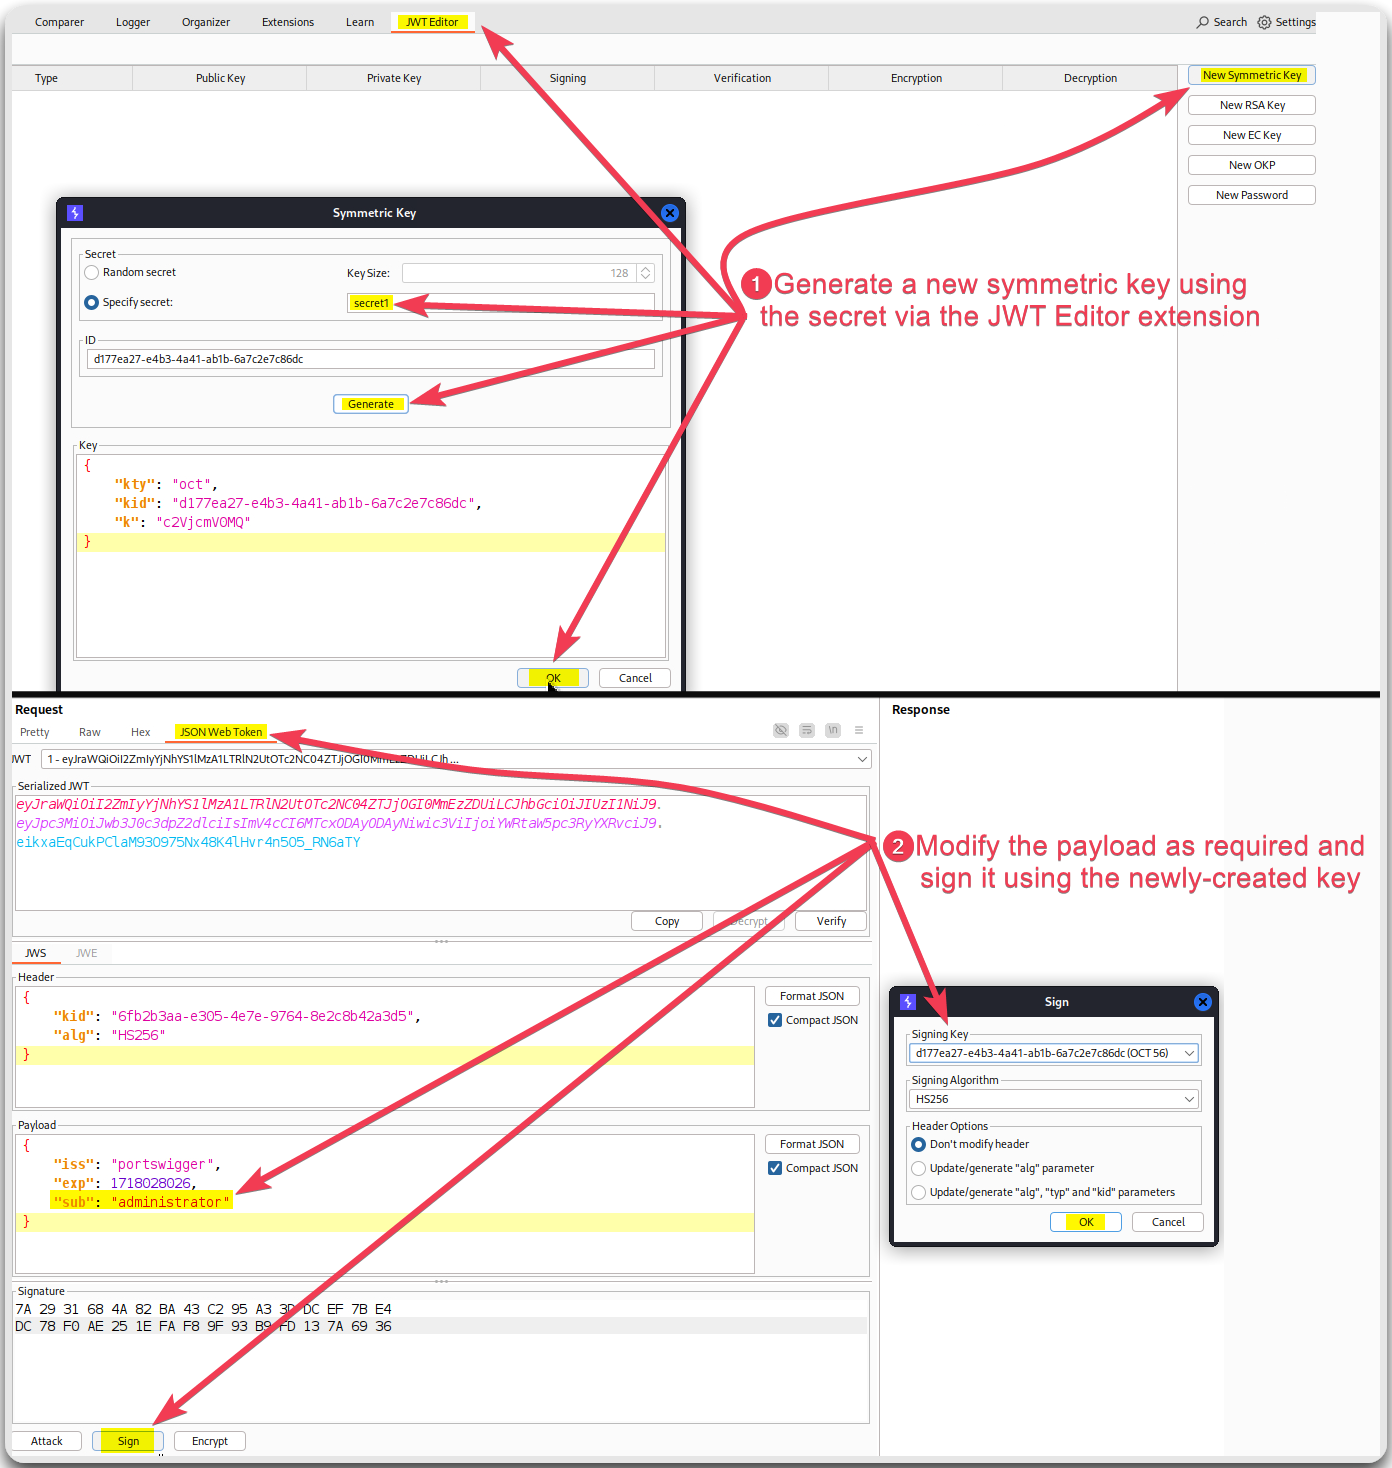 Comparer Logger Organizer Extensions Learn JWT Editor Search Settings
Type Public Key Private Key Signing Verification Encryption Decryption
New Symmetric Key
New RSA Key
New EC Key
New OKP
New Password
Symmetric Key
Secret
Random secret Key Size: 128
Specify secret: secret1
ID
d177ea27-e4b3-4a41-ab1b-6a7c2e7c86dc
Generate
Key
{
"kty": "oct",
"kid": "d177ea27-e4b3-4a41-ab1b-6a7c2e7c86dc",
"k": "c2VjcmV0MQ"
}
OK Cancel
1 Generate a new symmetric key using
the secret via the JWT Editor extension
Request
Pretty Raw Hex JSON Web Token \n
JWT 1 - eyJraWQiOiI2ZmIyYjNhYS1lMzA1LTRlN2UtOTc2NC04ZTJjOGI0MmEzZDUiLCJh ...
Serialized JWT
eyJraWQiOiI2ZmIyYjNhYS1lMzA1LTRlN2UtOTc2NC04ZTJjOGI0MmEzZDUiLCJhbGciOiJIUzI1NiJ9.
eyJpc3MiOiJwb3J0c3dpZ2dlciIsImV4cCI6MTcxODAyODAyNiwic3ViIjoiYWRtaW5pc3RyYXRvciJ9.
eikxaEqCukPClaM930975Nx48K4lHvr4n5O5_RN6aTY
Copy Decrypt Verify
JWS JWE
Header
{
"kid": "6fb2b3aa-e305-4e7e-9764-8e2c8b42a3d5",
"alg": "HS256"
}
Format JSON
Compact JSON
Payload
{
"iss": "portswigger",
"exp": 1718028026,
"sub": "administrator"
}
Format JSON
Compact JSON
Signature
7A 29 31 68 4A 82 BA 43 C2 95 A3 3D DC EF 7B E4
DC 78 F0 AE 25 1E FA F8 9F 93 B9 FD 13 7A 69 36
Attack Sign Encrypt
Response
2 Modify the payload as required and
sign it using the newly-created key
Sign
Signing Key
d177ea27-e4b3-4a41-ab1b-6a7c2e7c86dc (OCT 56)
Signing Algorithm
HS256
Header Options
Don't modify header
Update/generate "alg" parameter
Update/generate "alg", "typ" and "kid" parameters
OK Cancel